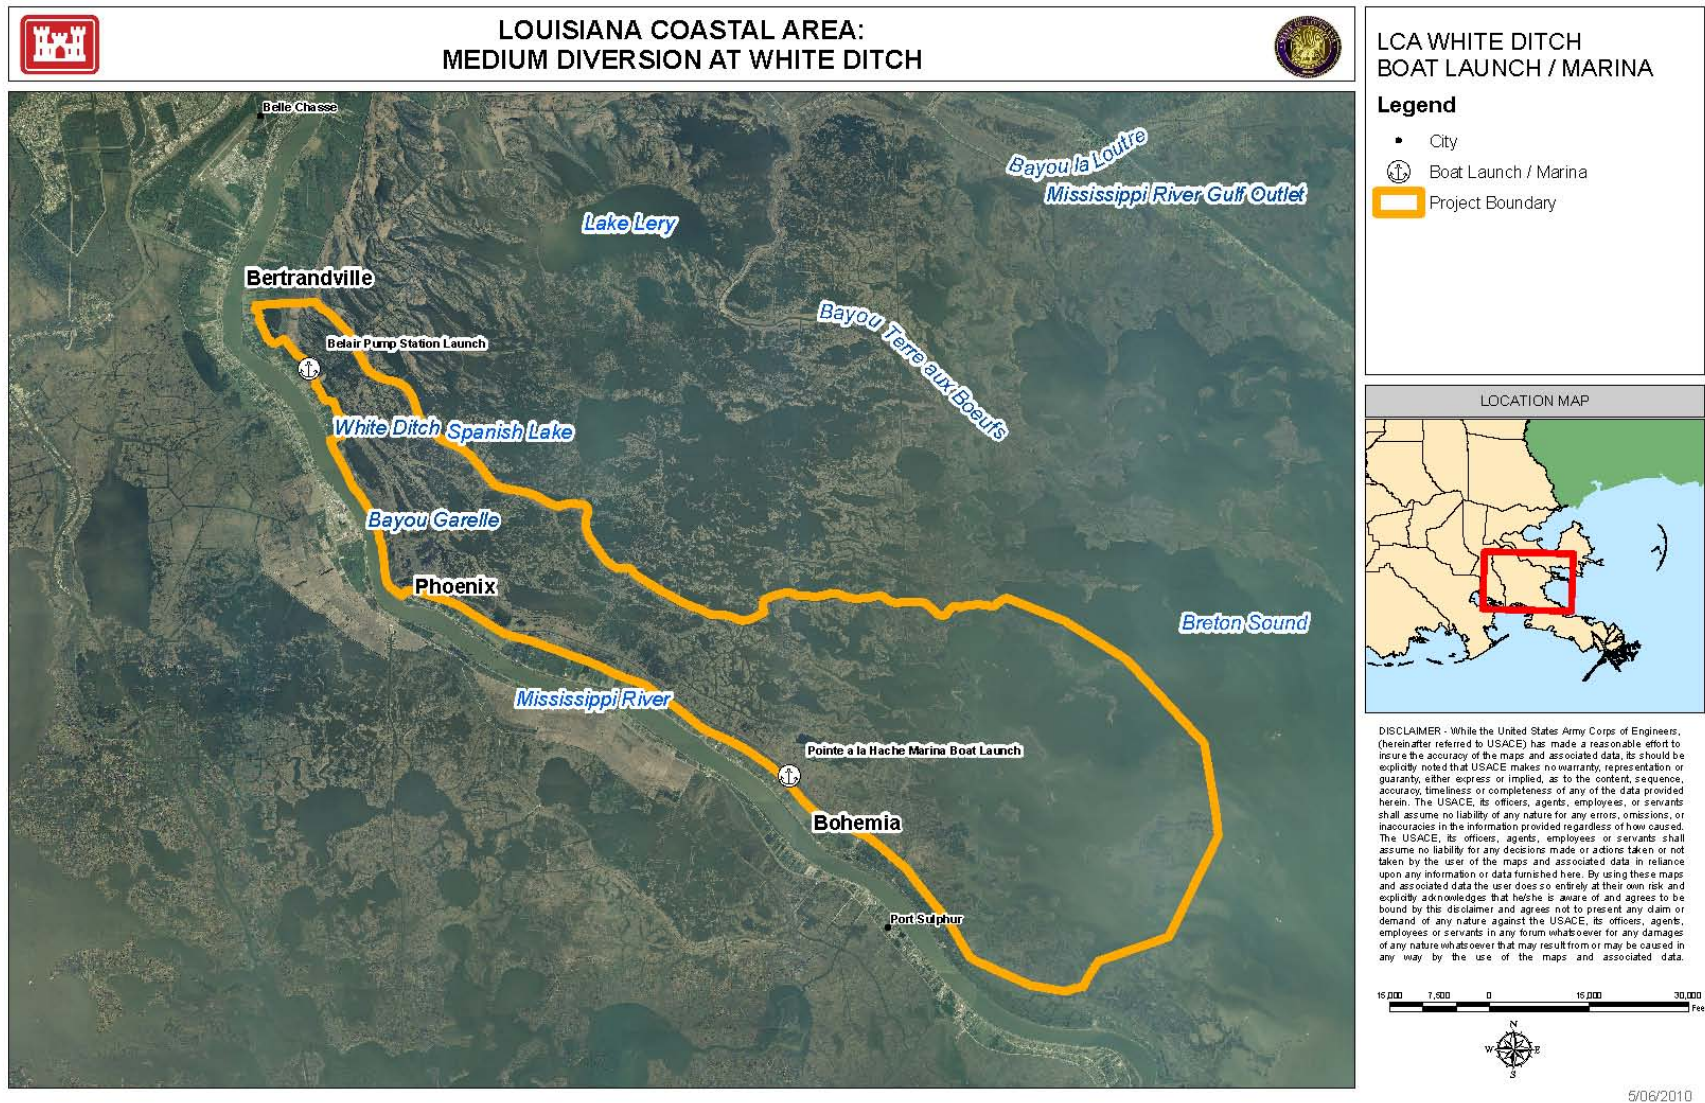 LOUISIANA COASTAL AREA:
MEDIUM DIVERSION AT WHITE DITCH
LCA WHITE DITCH
BOAT LAUNCH / MARINA
Legend
City
Boat Launch / Marina
Project Boundary
Belle Chasse
Bayou la Loutre
Mississippi River Gulf Outlet
Lake Lery
Bertrandville
Bayou Terre aux Boeufs
Belair Pump Station Launch
White Ditch
Spanish Lake
Bayou Garelle
Phoenix
Breton Sound
Mississippi River
Pointe a la Hache Marina Boat Launch
Bohemia
Port Sulphur
LOCATION MAP
DISCLAIMER - While the United States Army Corps of Engineers,
(hereinafter referred to USACE) has made a reasonable effort to
insure the accuracy of the maps and associated data, its should be
explicitly noted that USACE makes no warranty, representation or
guaranty, either express or implied, as to the content, sequence,
accuracy, timeliness or completeness of any of the data provided
herein. The USACE, its officers, agents, employees, or servants
shall assume no liability of any nature for any errors, omissions, or
inaccuracies in the information provided regardless of how caused.
The USACE, its officers, agents, employees or servants shall
assume no liability for any decisions made or actions taken or not
taken by the user of the maps and associated data in reliance
upon any information or data furnished here. By using these maps
and associated data the user does so entirely at their own risk and
explicitly acknowledges that he/she is aware of and agrees to be
bound by this disclaimer and agrees not to present any claim or
demand of any nature against the USACE, its officers, agents,
employees or servants in any forum whatsoever for any damages
of any nature whatsoever that may result from or may be caused in
any way by the use of the maps and associated data.
15,000 7,500 0 15,000 30,000
Fee
N
W E
S
5/06/2010